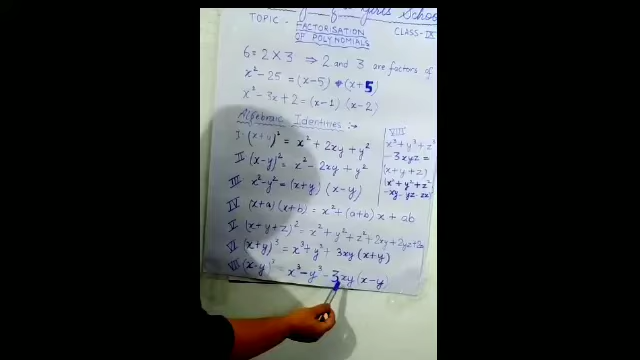 Girls School
TOPIC - FACTORISATION
OF POLYNOMIALS
CLASS-IX
6 = 2 × 3 ⇒ 2 and 3 are factors of
x² - 25 = (x-5) (x+5)
x² - 3x + 2 = (x-1) (x-2)
Algebraic Identities :→
I (x+y)² = x² + 2xy + y²
II (x-y)² = x² - 2xy + y²
III x² - y² = (x+y) (x-y)
IV (x+a) (x+b) = x² + (a+b) x + ab
V (x+y+z)² = x² + y² + z² + 2xy + 2yz +
VI (x+y)³ = x³ + y³ + 3xy (x+y)
VII (x-y)³ = x³ - y³ - 3xy (x-y)
VIII
x³ + y³ + z³
- 3xyz =
(x+y+z)
(x² + y² + z²
-xy - yz - zx)